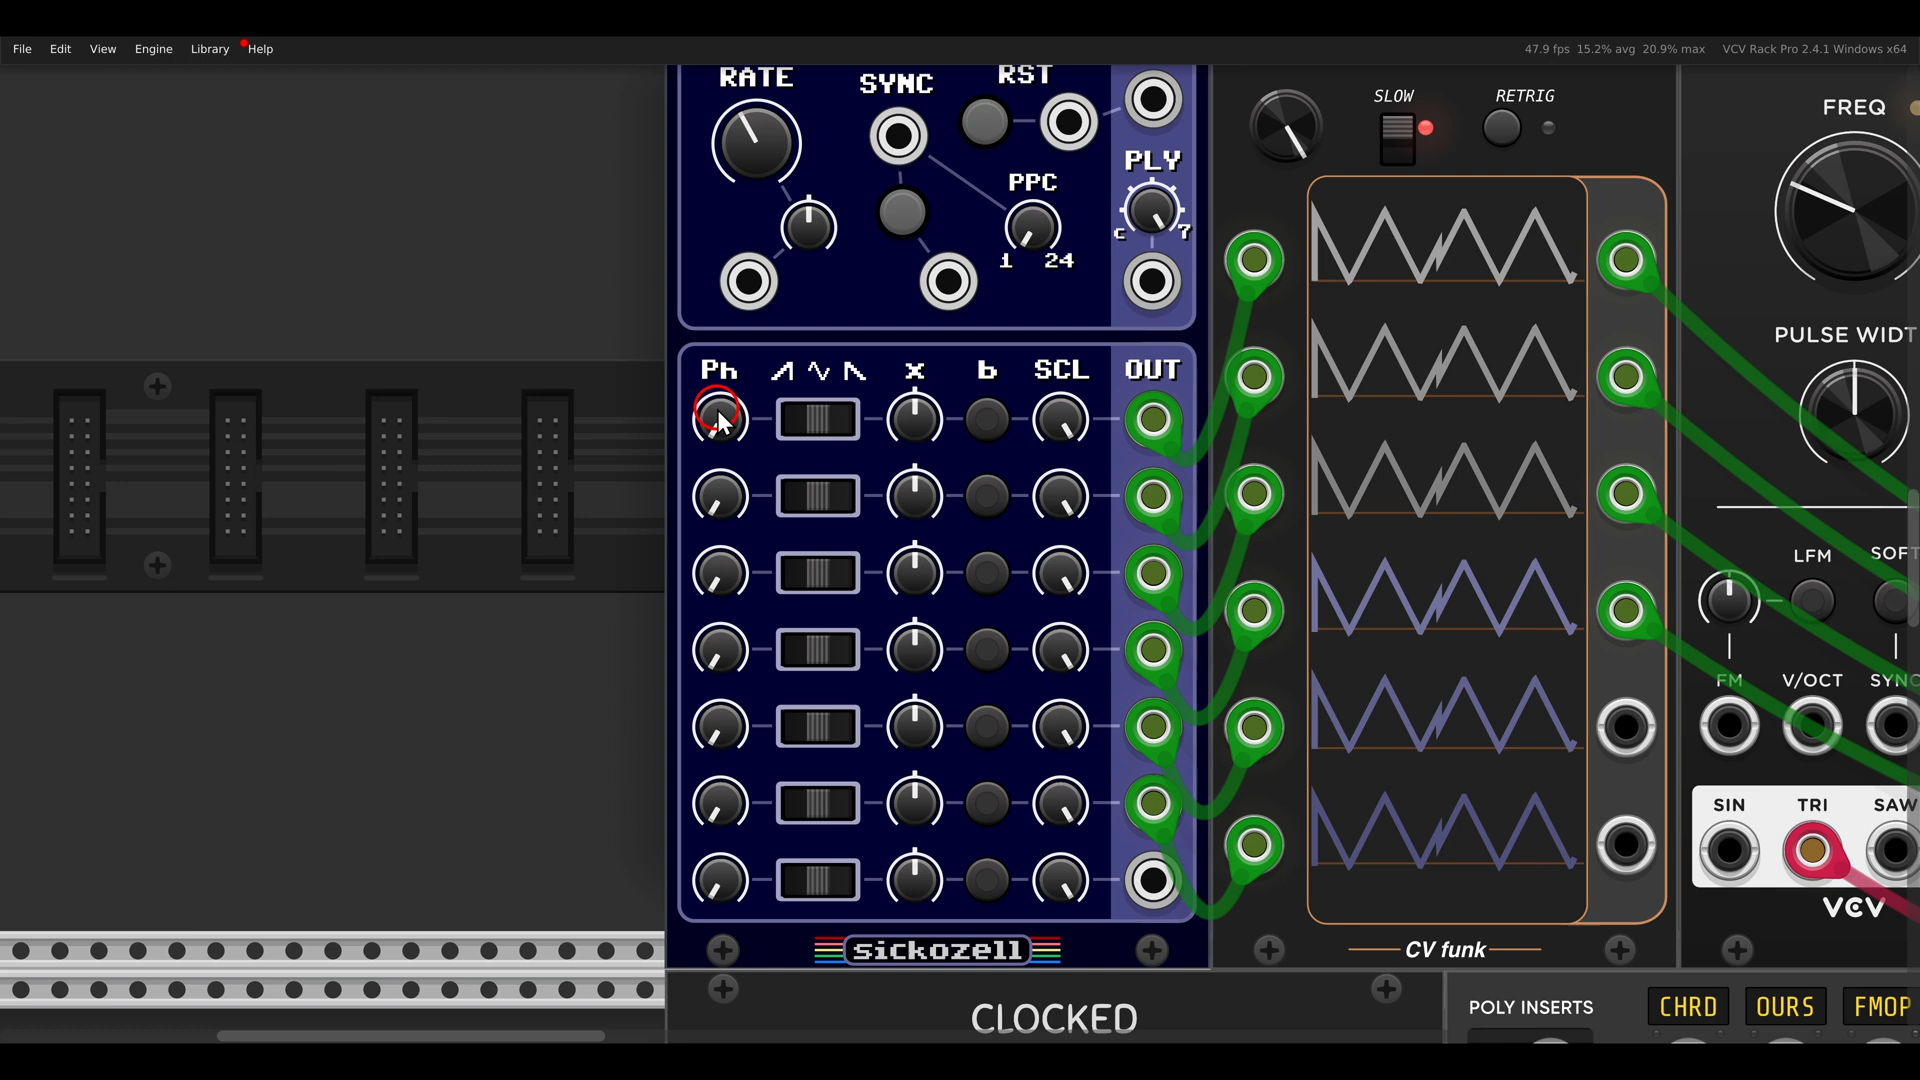 File Edit View Engine Library Help
47.9 fps 15.2% avg 20.9% max VCV Rack Pro 2.4.1 Windows x64
RATE SYNC RST
PPC
1 24
PLY
c 7
SLOW RETRIG
FREQ
PULSE WIDT
Ph x b SCL OUT
LFM SOFT
FM V/OCT SYNC
SIN TRI SAW
VCV
sickozell
CV funk
CLOCKED
POLY INSERTS CHRD OURS FMOP